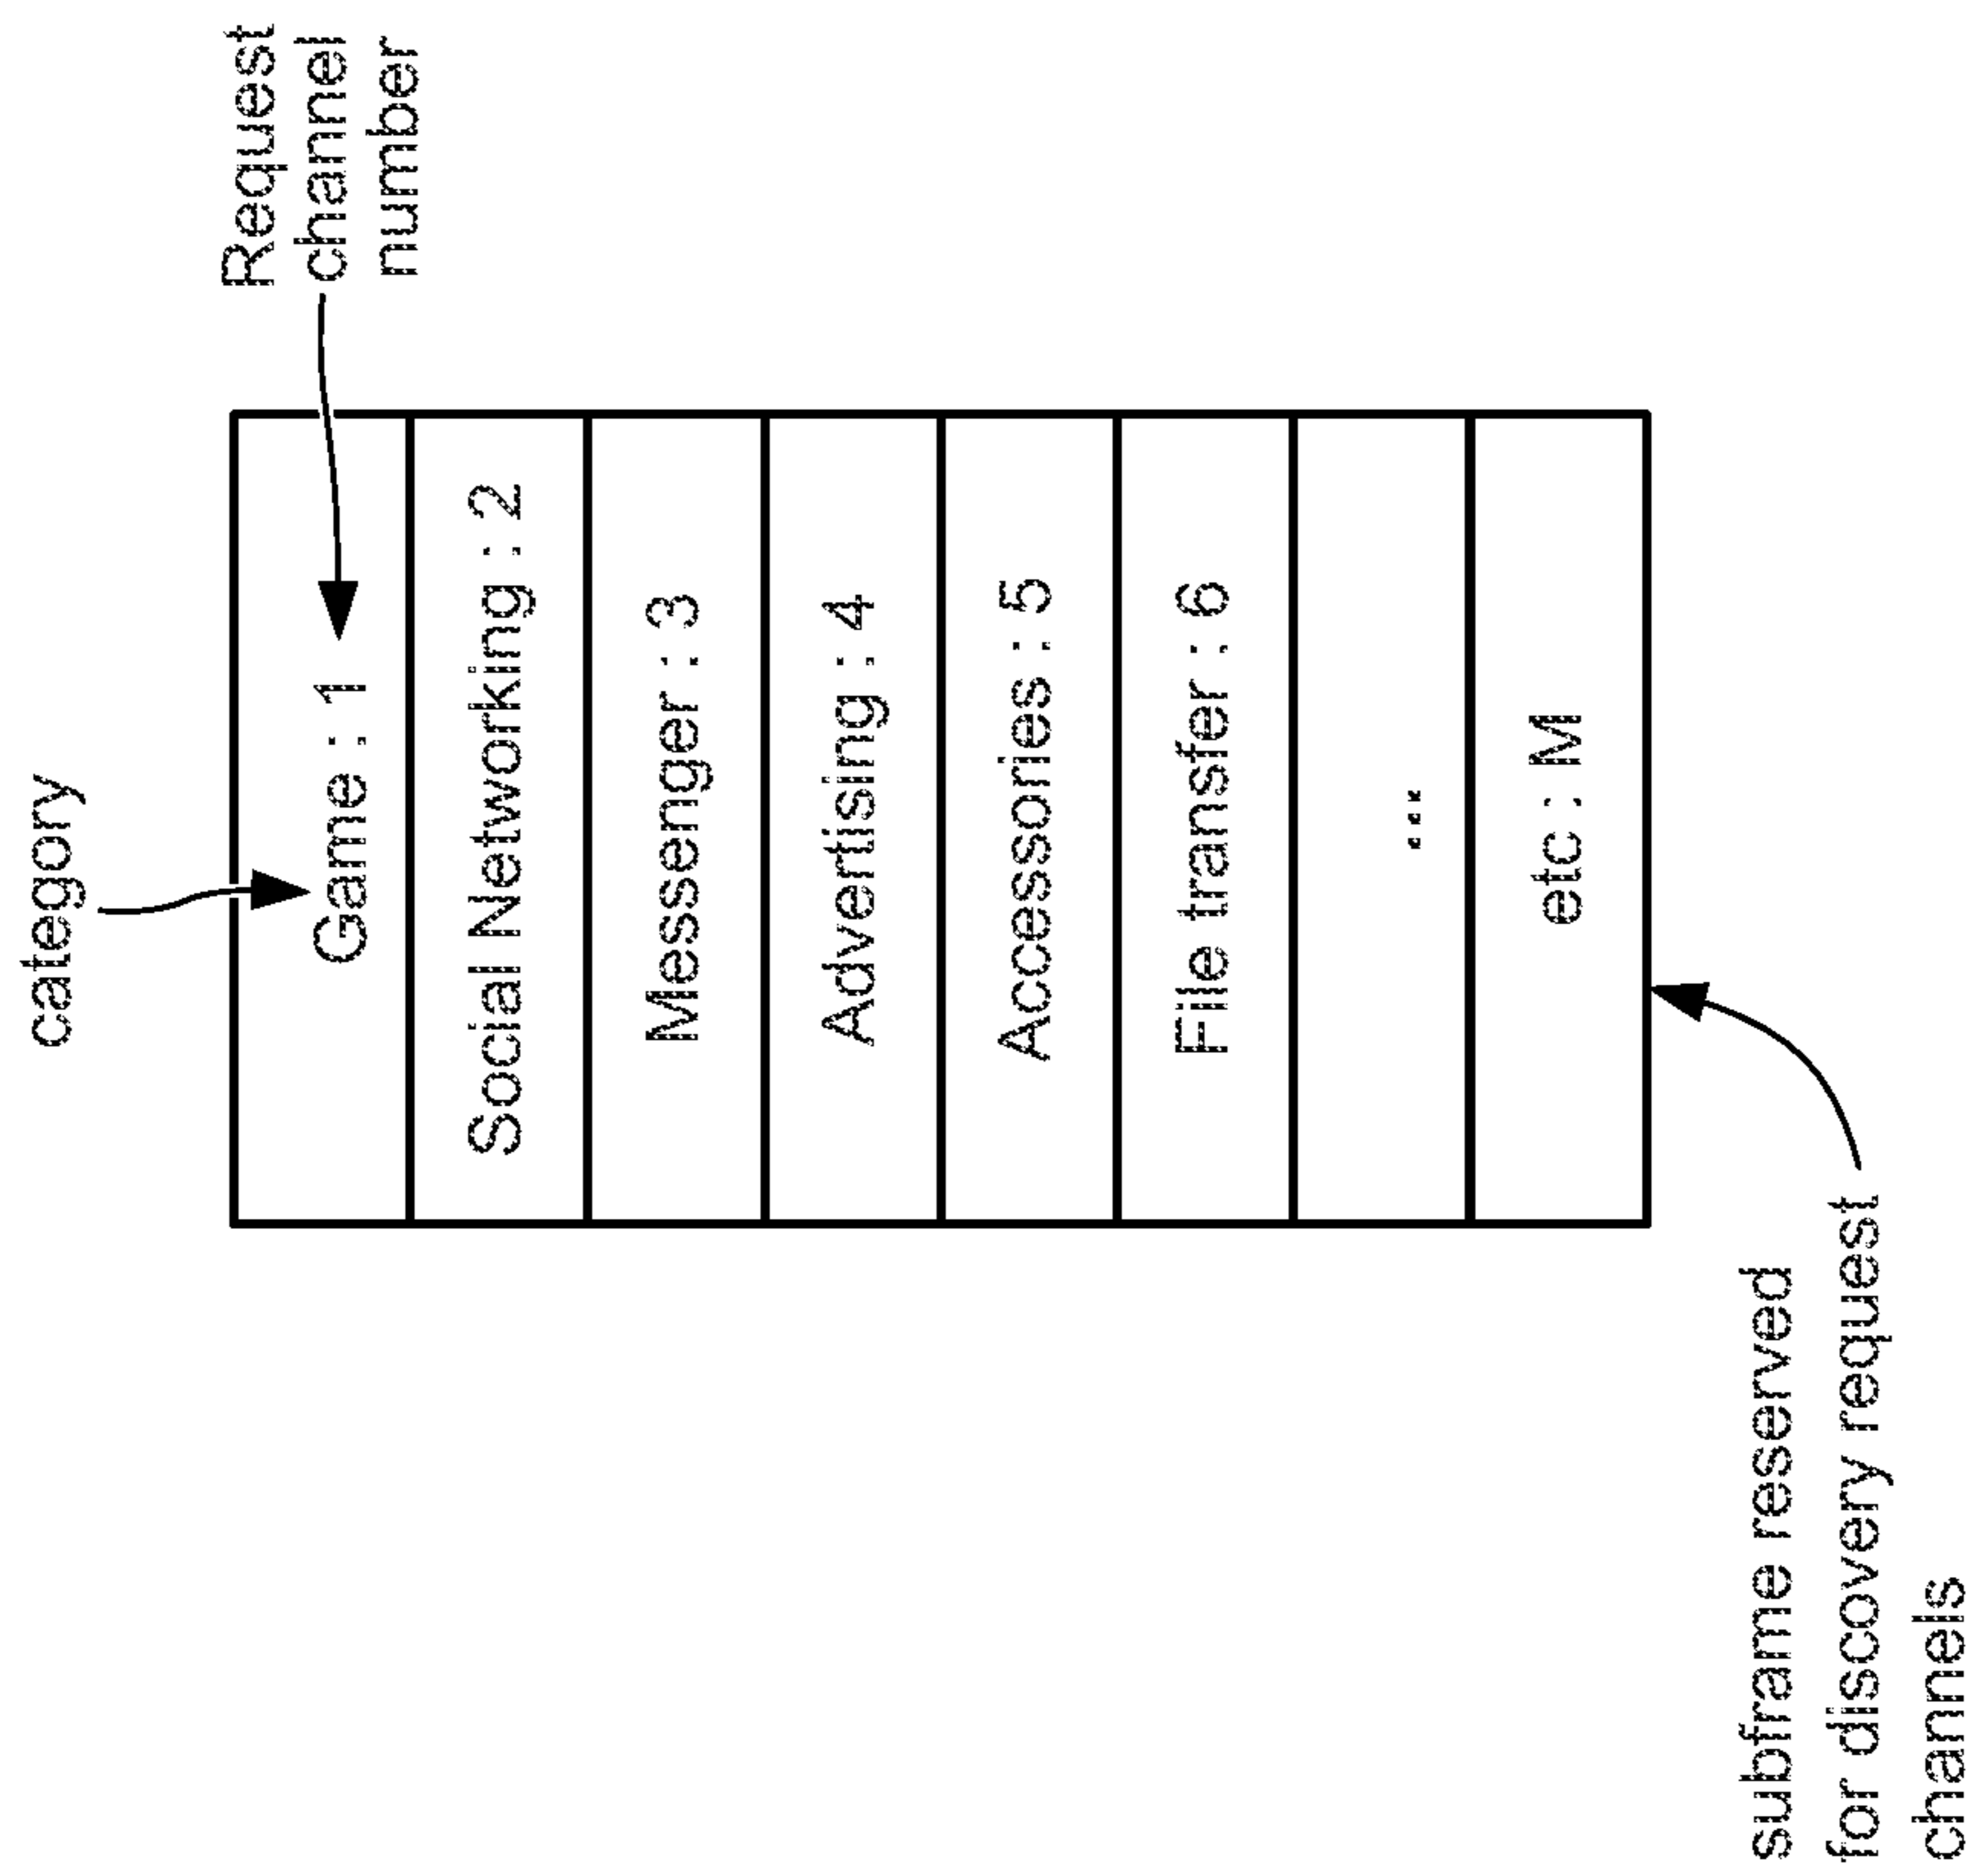 category
Request
channel
number
Game : 1
Social Networking : 2
Messenger : 3
Advertising : 4
Accessories : 5
File transfer : 6
...
etc : M
subframe reserved
for discovery request
channels